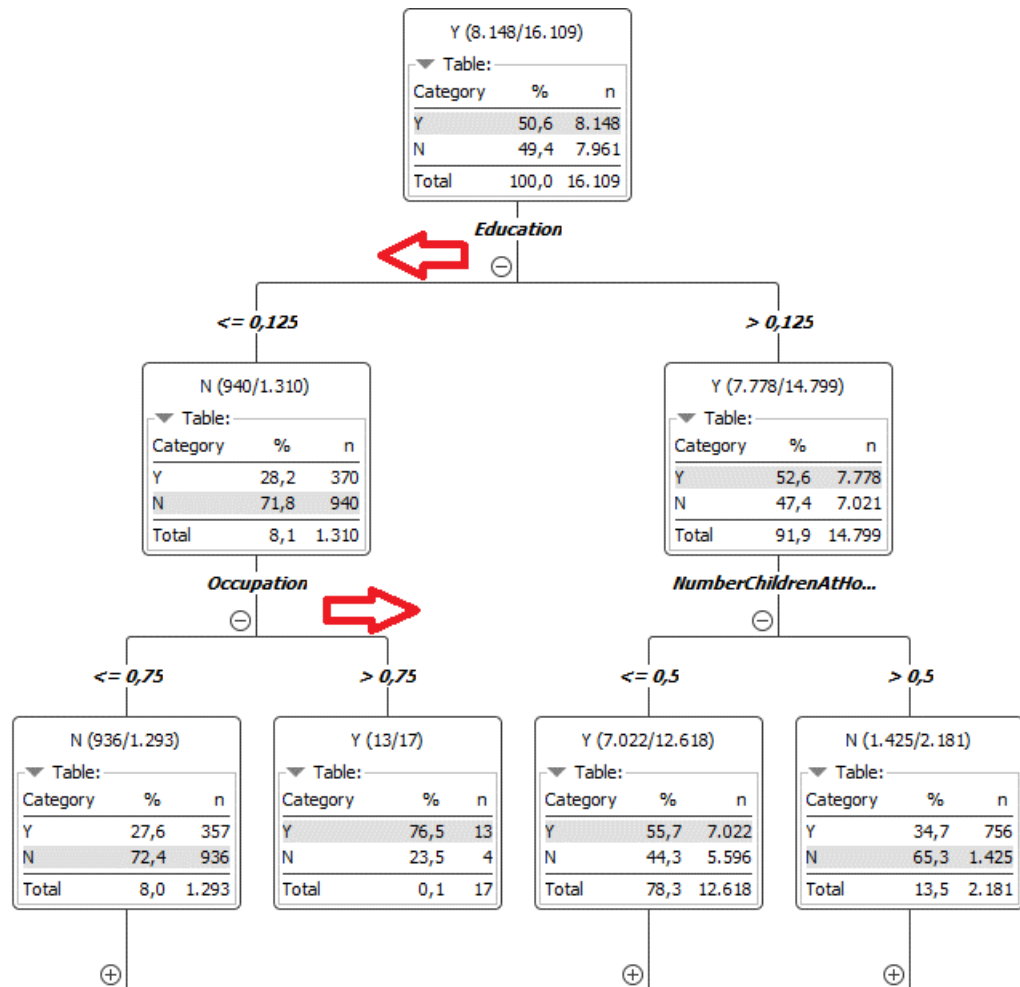 Y (8.148/16.109)
Table:
Category % n
Y 50,6 8.148
N 49,4 7.961
Total 100,0 16.109
Education
<= 0,125
> 0,125
N (940/1.310)
Table:
Category % n
Y 28,2 370
N 71,8 940
Total 8,1 1.310
Occupation
Y (7.778/14.799)
Table:
Category % n
Y 52,6 7.778
N 47,4 7.021
Total 91,9 14.799
NumberChildrenAtHo...
<= 0,75
> 0,75
<= 0,5
> 0,5
N (936/1.293)
Table:
Category % n
Y 27,6 357
N 72,4 936
Total 8,0 1.293
Y (13/17)
Table:
Category % n
Y 76,5 13
N 23,5 4
Total 0,1 17
Y (7.022/12.618)
Table:
Category % n
Y 55,7 7.022
N 44,3 5.596
Total 78,3 12.618
N (1.425/2.181)
Table:
Category % n
Y 34,7 756
N 65,3 1.425
Total 13,5 2.181